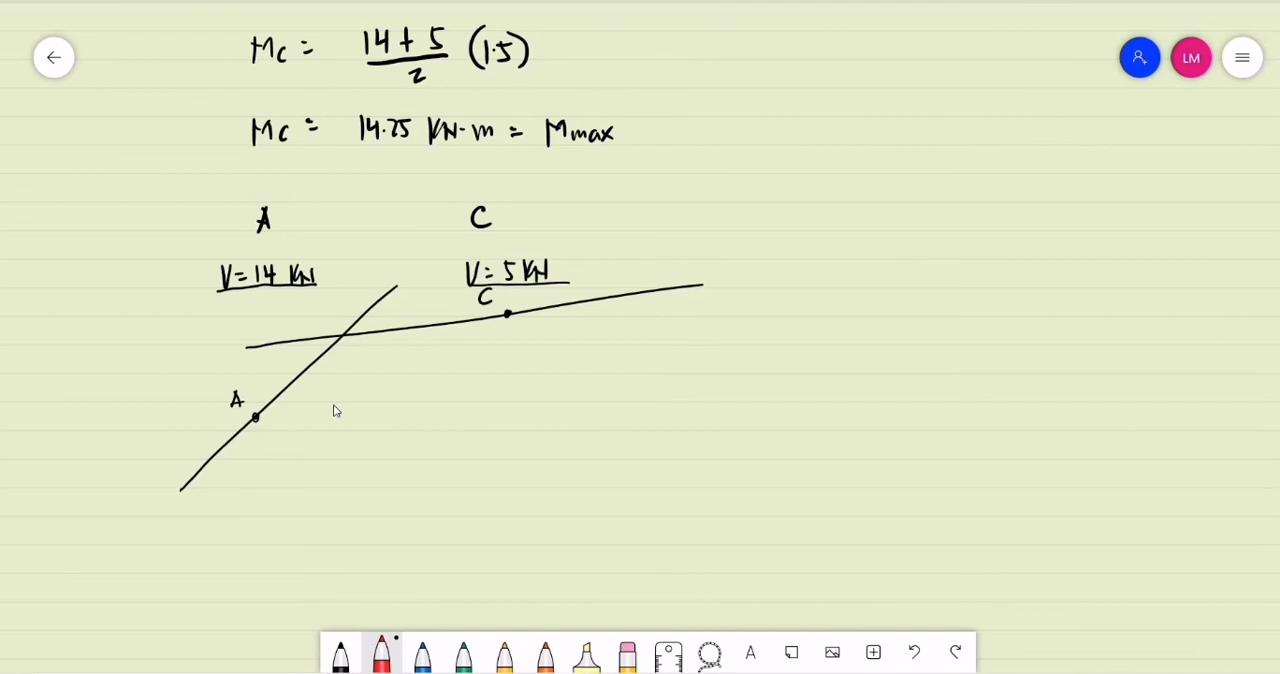 Mc = 14 + 5 / 2 (1.5)
Mc = 14.25 KN-m = Mmax
A C
V = 14 KN V = 5 KN
C
A
LM
A